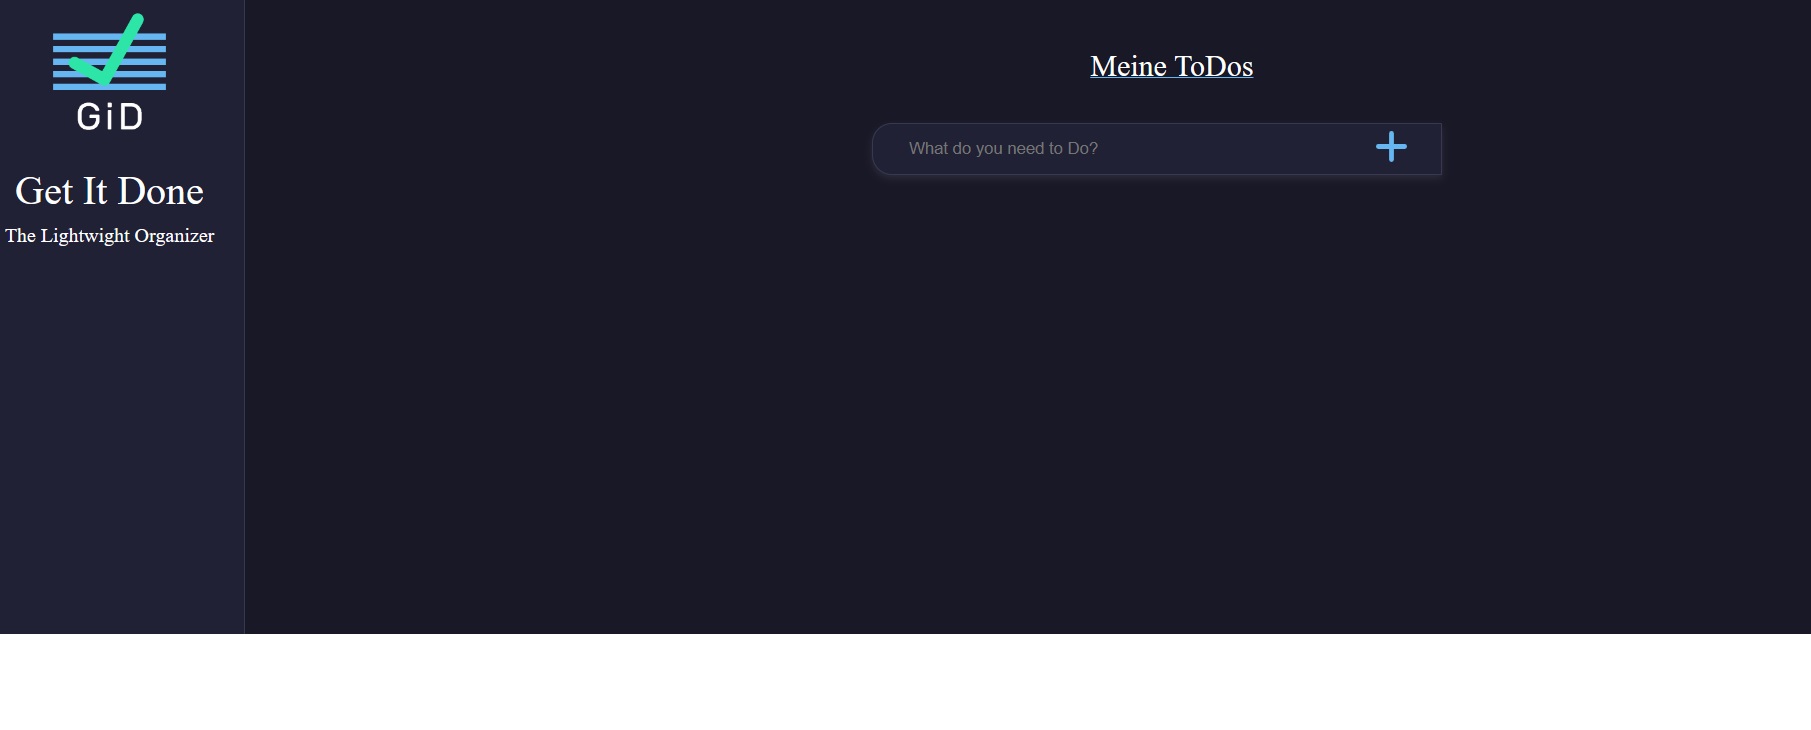 GiD
Get It Done
The Lightwight Organizer
Meine ToDos
What do you need to Do?